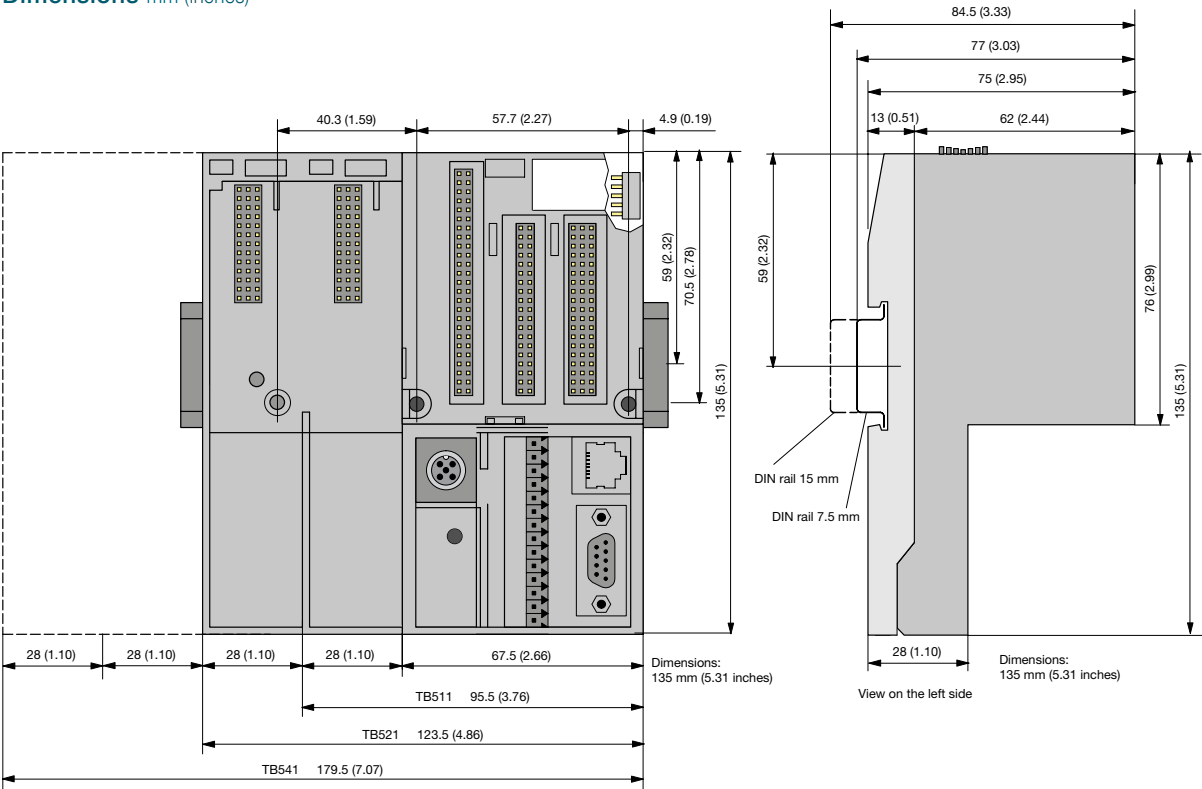 Dimensions mm (inches)
84.5 (3.33)
77 (3.03)
75 (2.95)
40.3 (1.59)
57.7 (2.27)
4.9 (0.19)
13 (0.51)
62 (2.44)
59 (2.32)
70.5 (2.78)
135 (5.31)
59 (2.32)
76 (2.99)
135 (5.31)
DIN rail 15 mm
DIN rail 7.5 mm
28 (1.10)
28 (1.10)
28 (1.10)
28 (1.10)
67.5 (2.66)
Dimensions:
135 mm (5.31 inches)
28 (1.10)
Dimensions:
135 mm (5.31 inches)
View on the left side
TB511 95.5 (3.76)
TB521 123.5 (4.86)
TB541 179.5 (7.07)